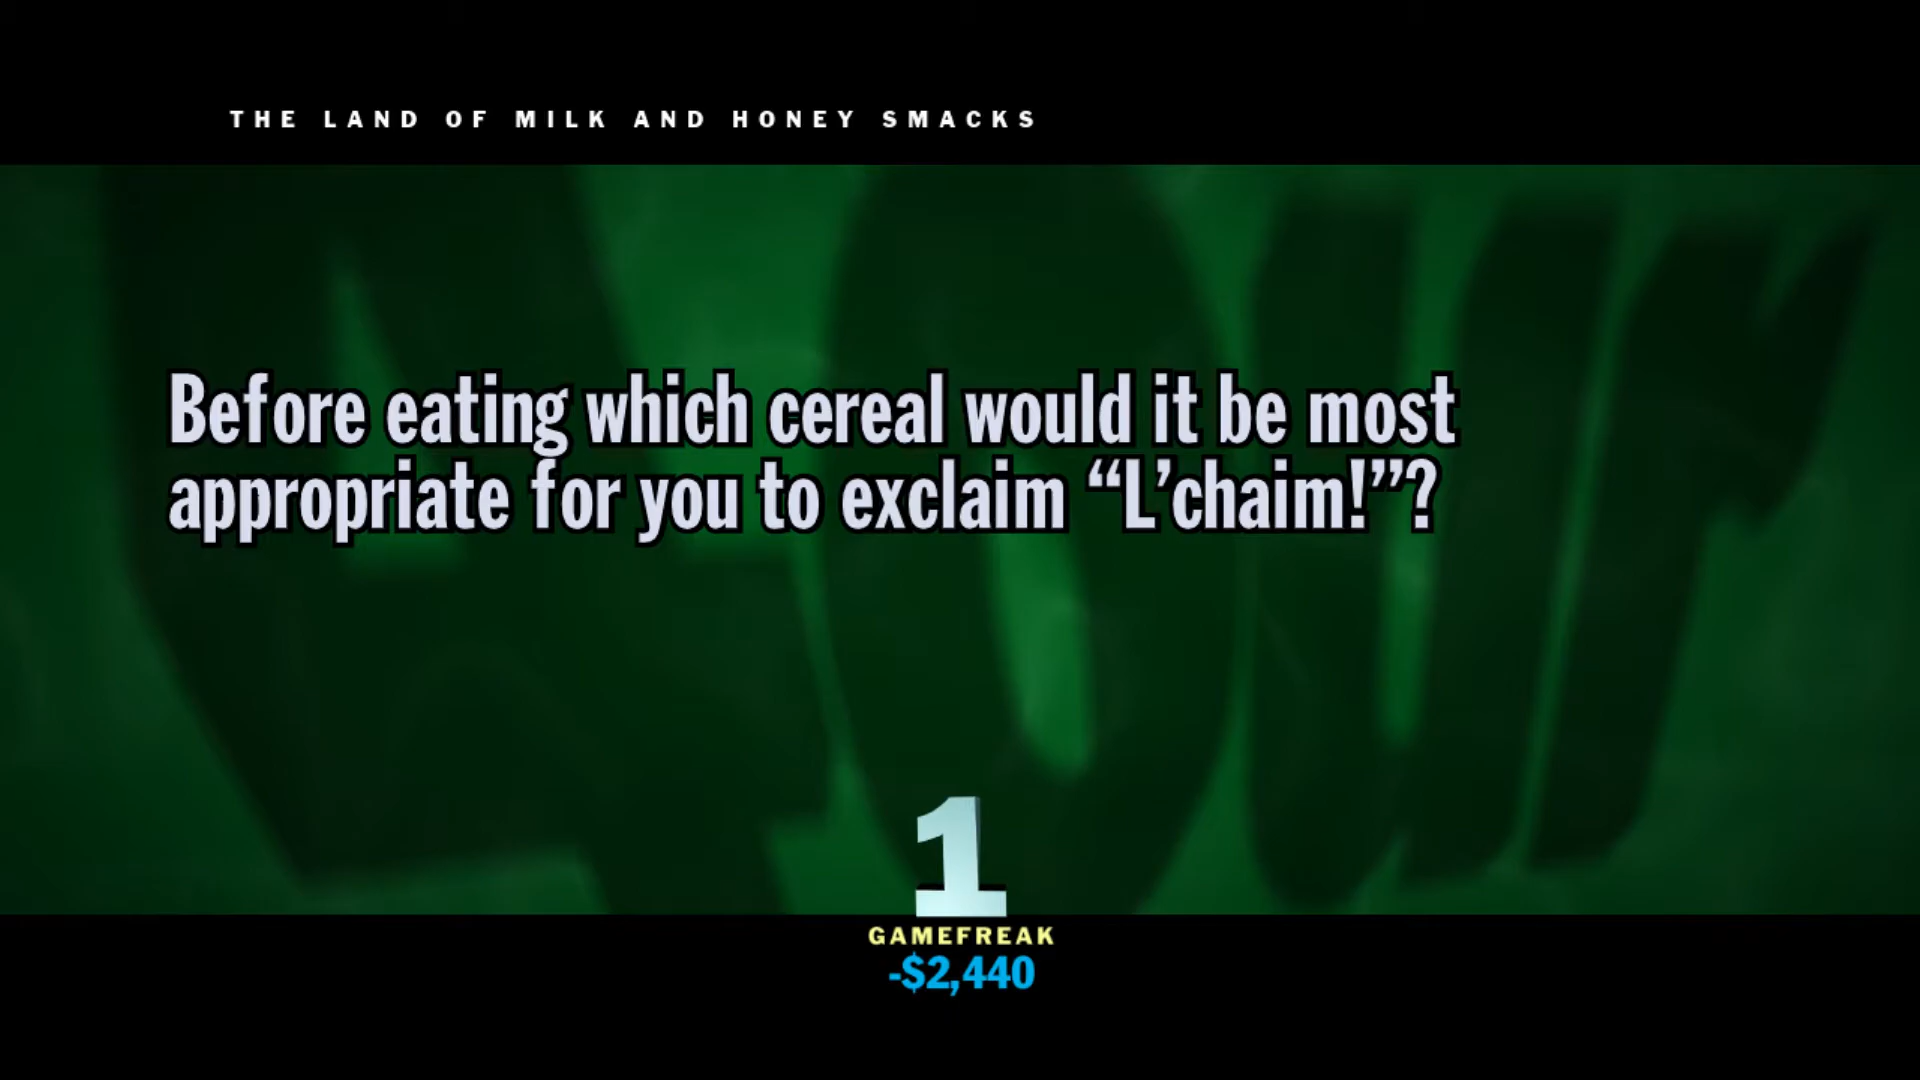 THE LAND OF MILK AND HONEY SMACKS
Before eating which cereal would it be most
appropriate for you to exclaim “L’chaim!”?
1
GAMEFREAK
-$2,440